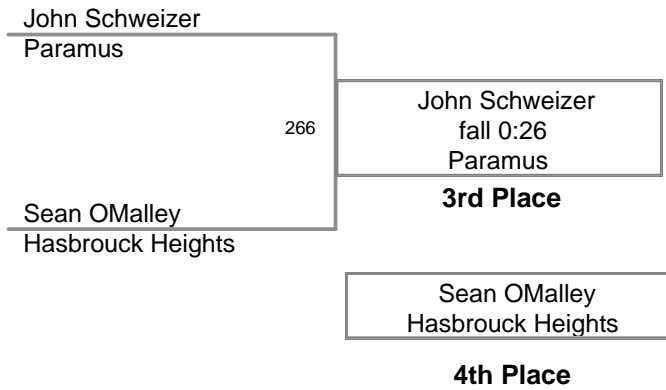 John Schweizer
Paramus
266
John Schweizer
fall 0:26
Paramus
3rd Place
Sean OMalley
Hasbrouck Heights
Sean OMalley
Hasbrouck Heights
4th Place